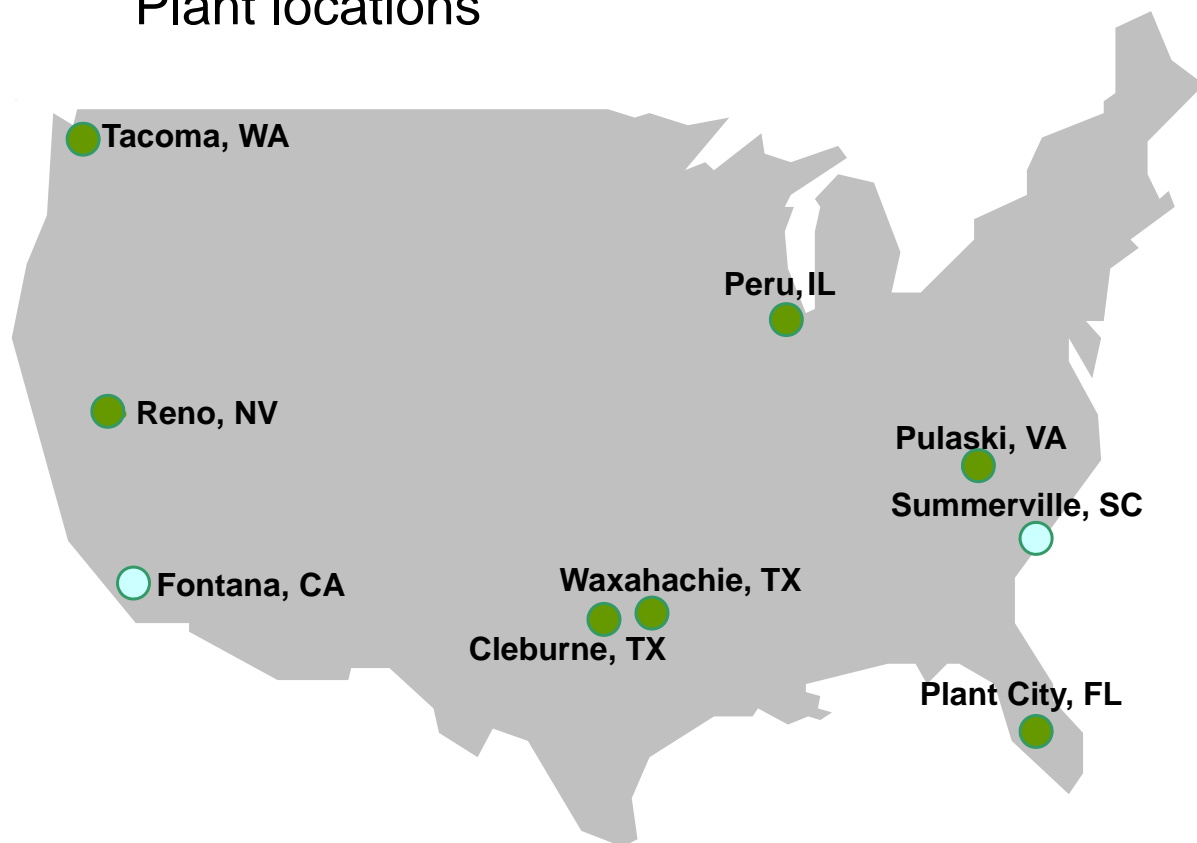 Plant locations
Tacoma, WA
Peru, IL
Reno, NV
Pulaski, VA
Summerville, SC
Waxahachie, TX
Fontana, CA
Cleburne, TX
Plant City, FL